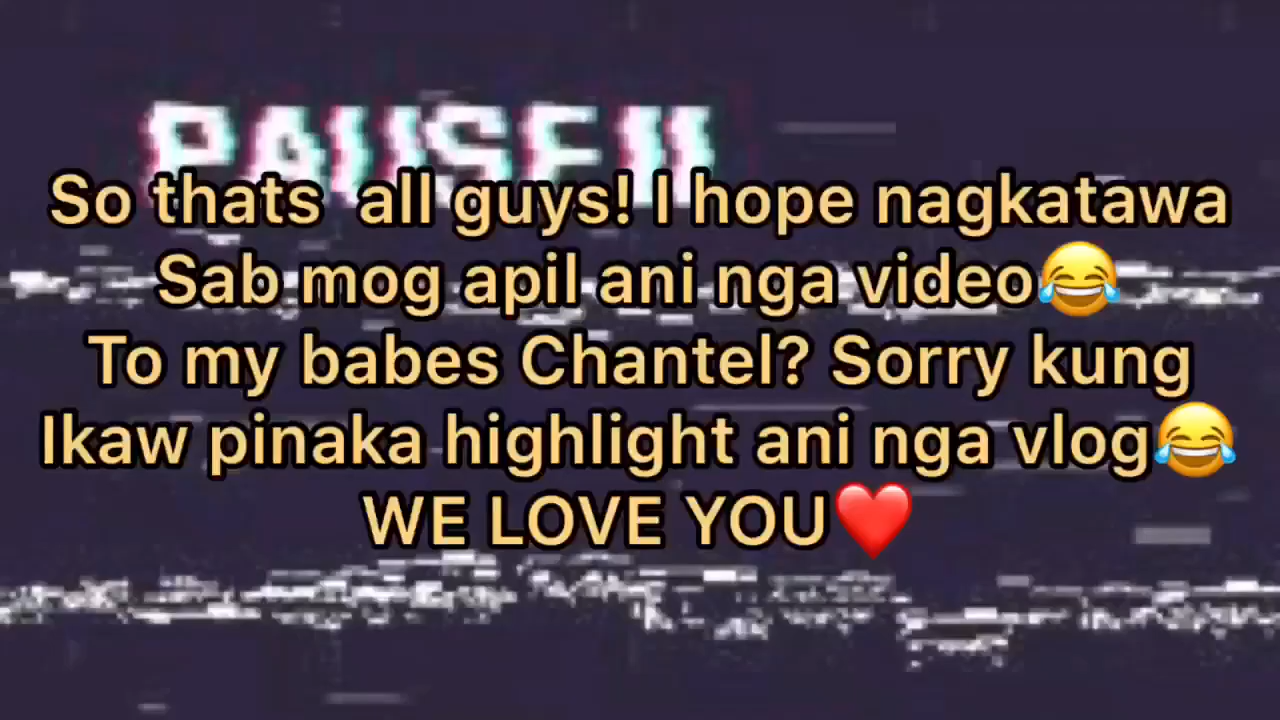 PAUSE
So thats  all guys! I hope nagkatawa
Sab mog apil ani nga video😂
To my babes Chantel? Sorry kung
Ikaw pinaka highlight ani nga vlog😂
WE LOVE YOU❤️